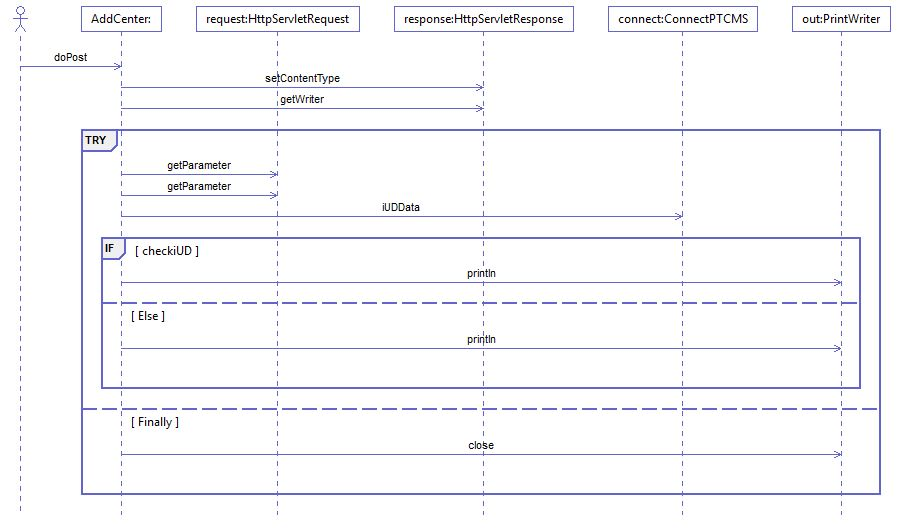 AddCenter:
request:HttpServletRequest
response:HttpServletResponse
connect:ConnectPTCMS
out:PrintWriter
doPost
setContentType
getWriter
TRY
getParameter
getParameter
iUDData
IF
[ checkiUD ]
println
[ Else ]
println
[ Finally ]
close